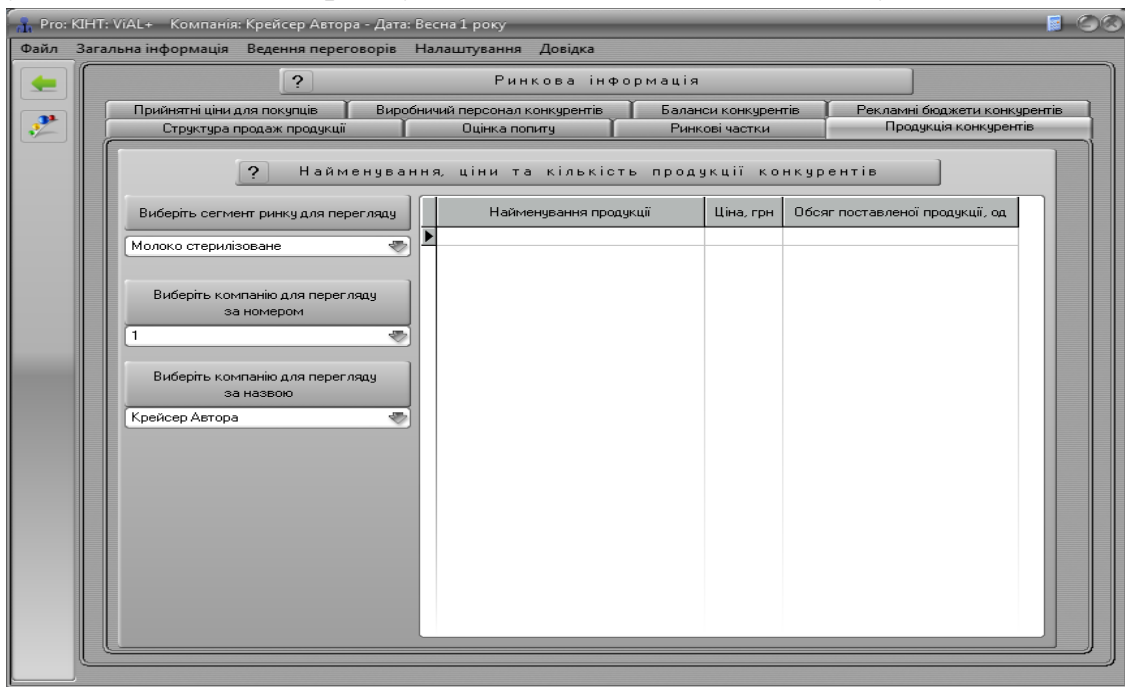 Pro: КІНТ: ViAL+ Компанія: Крейсер Автора - Дата: Весна 1 року
Файл Загальна інформація Ведення переговорів Налаштування Довідка
? Ринкова інформація
Прийнятні ціни для покупців Виробничий персонал конкурентів Баланси конкурентів Рекламні бюджети конкурентів
Структура продаж продукції Оцінка попиту Ринкові частки Продукція конкурентів
? Найменування, ціни та кількість продукції конкурентів
Виберіть сегмент ринку для перегляду
Молоко стерилізоване
Виберіть компанію для перегляду
за номером
1
Виберіть компанію для перегляду
за назвою
Крейсер Автора
Найменування продукції Ціна, грн Обсяг поставленої продукції, од